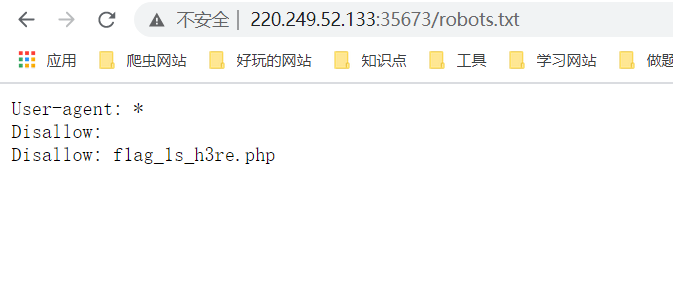 不安全 | 220.249.52.133:35673/robots.txt
应用 爬虫网站 好玩的网站 知识点 工具 学习网站 做题
User-agent: *
Disallow:
Disallow: f1ag_1s_h3re.php